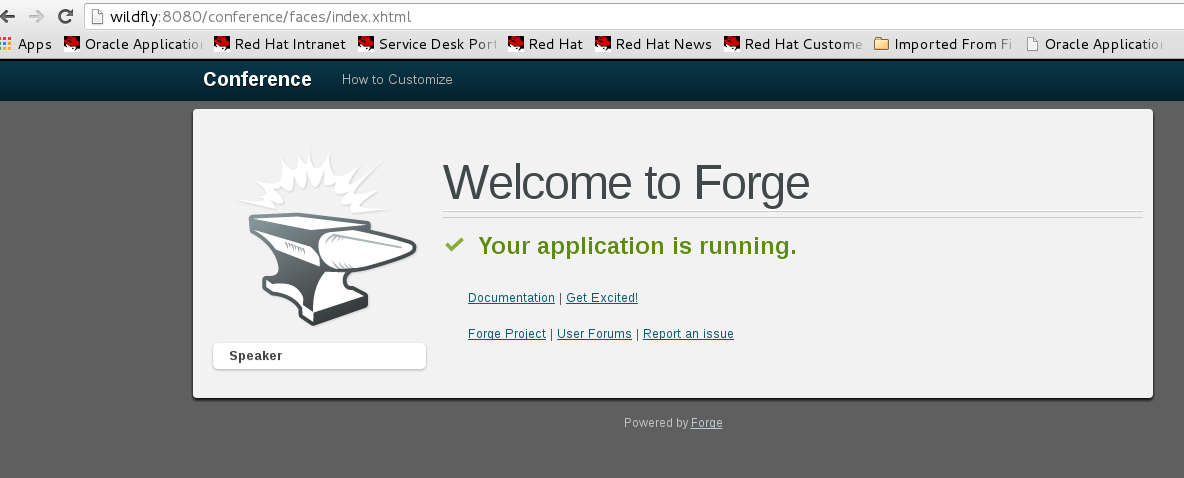 wildfly:8080/conference/faces/index.xhtml
Apps Oracle Application Red Hat Intranet Service Desk Port Red Hat Red Hat News Red Hat Custome Imported From Fi Oracle Application
Conference How to Customize
Welcome to Forge
Your application is running.
Documentation | Get Excited!
Forge Project | User Forums | Report an issue
Speaker
Powered by Forge